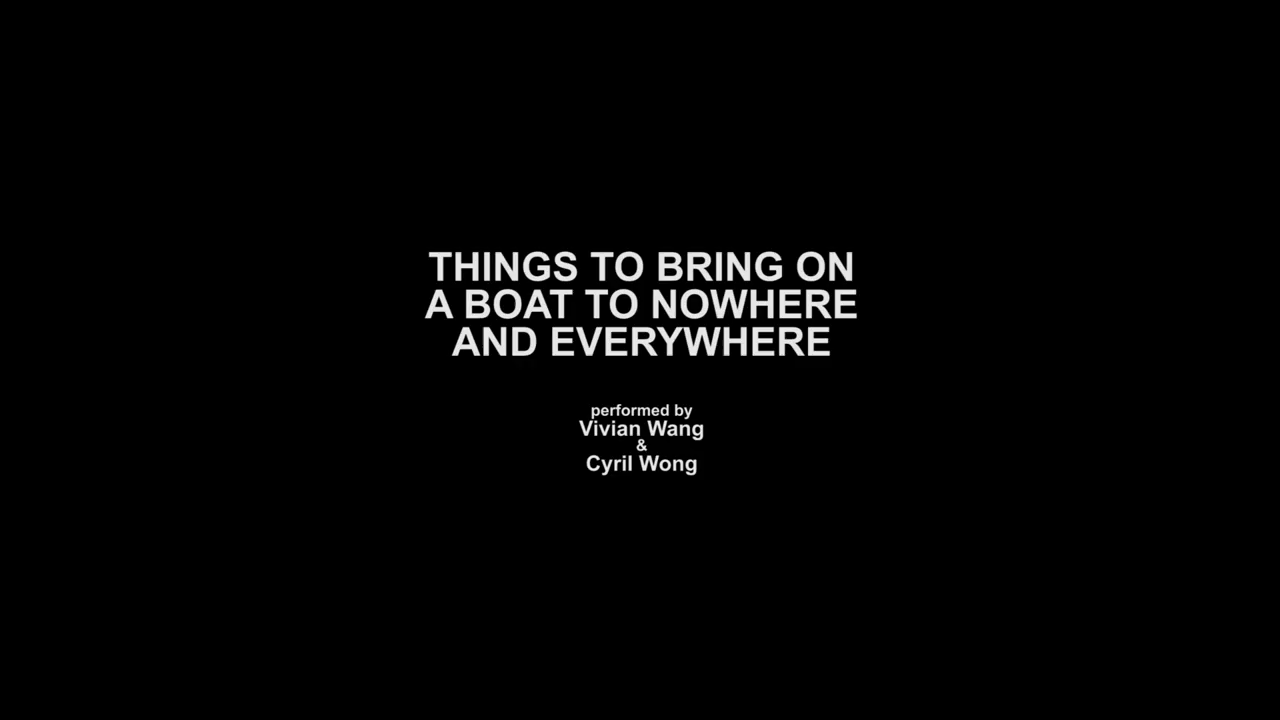 THINGS TO BRING ON
A BOAT TO NOWHERE
AND EVERYWHERE
performed by
Vivian Wang
&
Cyril Wong